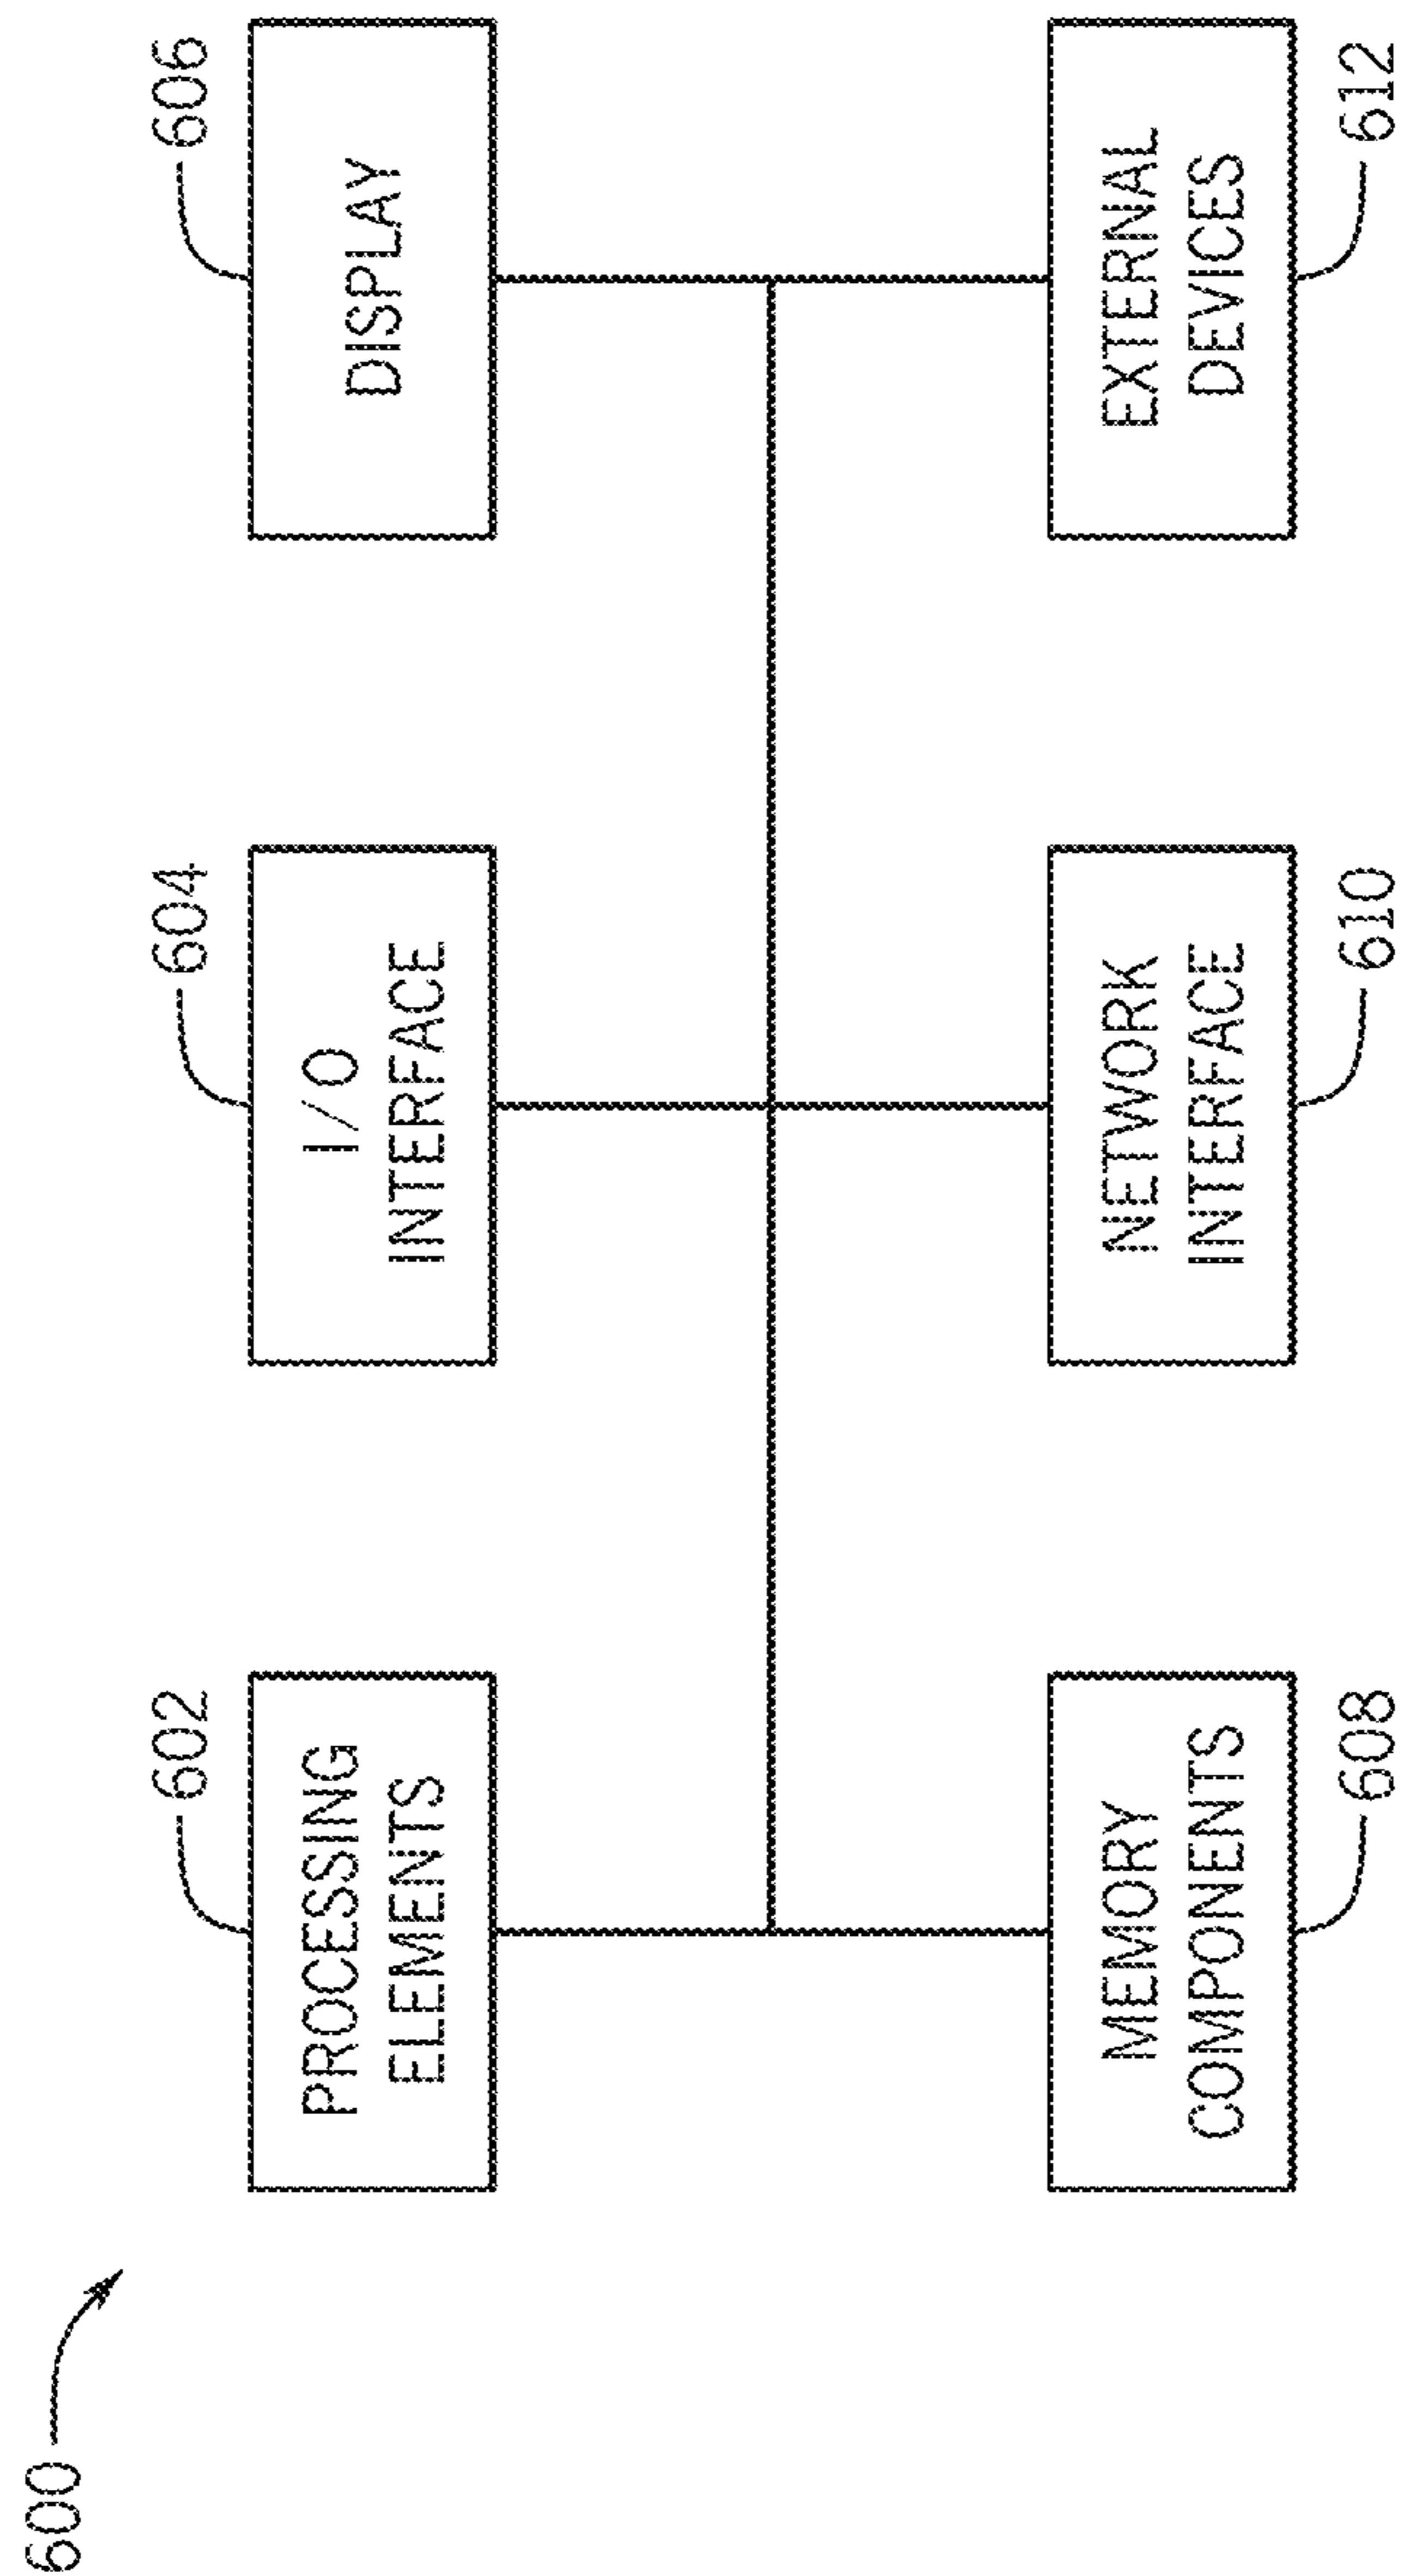 600
602
604
606
PROCESSING
ELEMENTS
I/O
INTERFACE
DISPLAY
MEMORY
COMPONENTS
NETWORK
INTERFACE
EXTERNAL
DEVICES
608
610
612